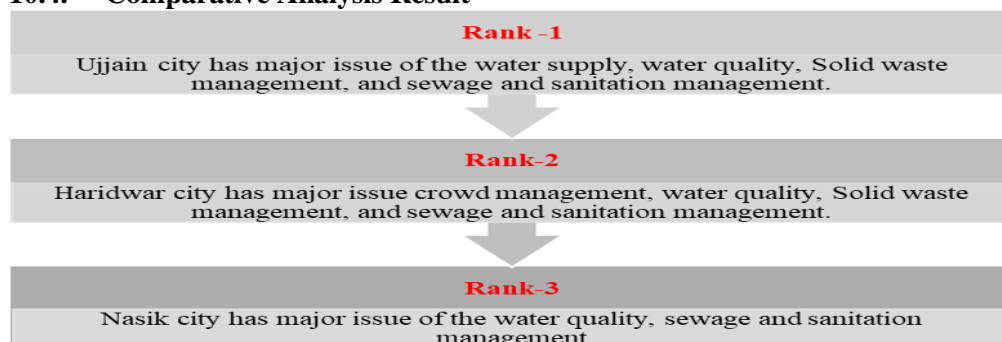 10.4. Comparative Analysis Result
Rank -1
Ujjain city has major issue of the water supply, water quality, Solid waste
management, and sewage and sanitation management.
Rank-2
Haridwar city has major issue crowd management, water quality, Solid waste
management, and sewage and sanitation management.
Rank-3
Nasik city has major issue of the water quality, sewage and sanitation
management